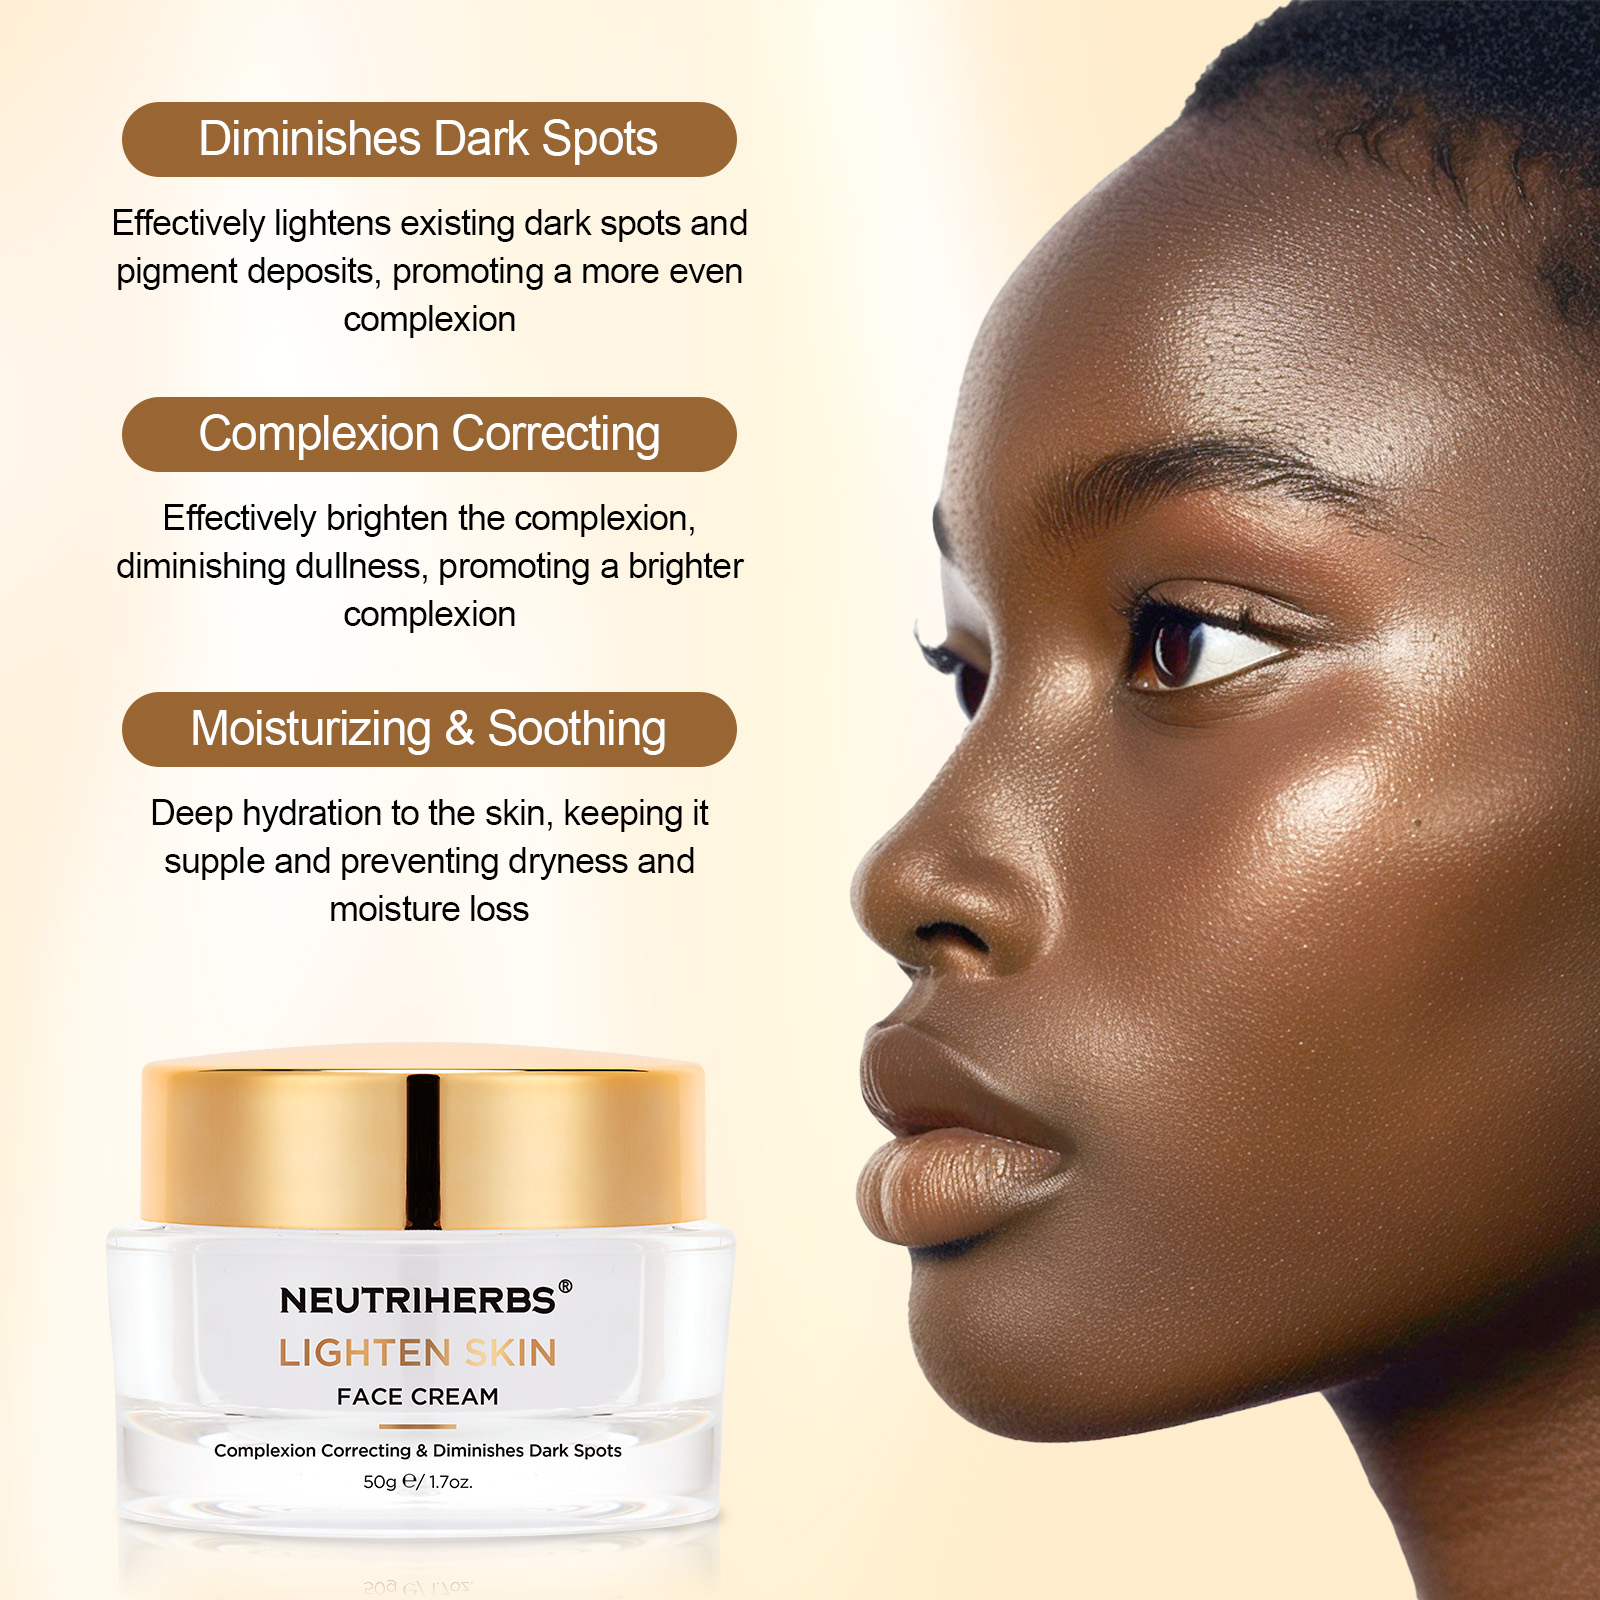 Diminishes Dark Spots
Effectively lightens existing dark spots and
pigment deposits, promoting a more even
complexion
Complexion Correcting
Effectively brighten the complexion,
diminishing dullness, promoting a brighter
complexion
Moisturizing & Soothing
Deep hydration to the skin, keeping it
supple and preventing dryness and
moisture loss
NEUTRIHERBS®
LIGHTEN SKIN
FACE CREAM
Complexion Correcting & Diminishes Dark Spots
50g ℮/ 1.7oz.